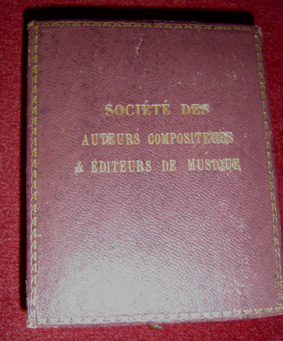 SOCIÉTÉ DES
AUTEURS COMPOSITEURS
& ÉDITEURS DE MUSIQUE